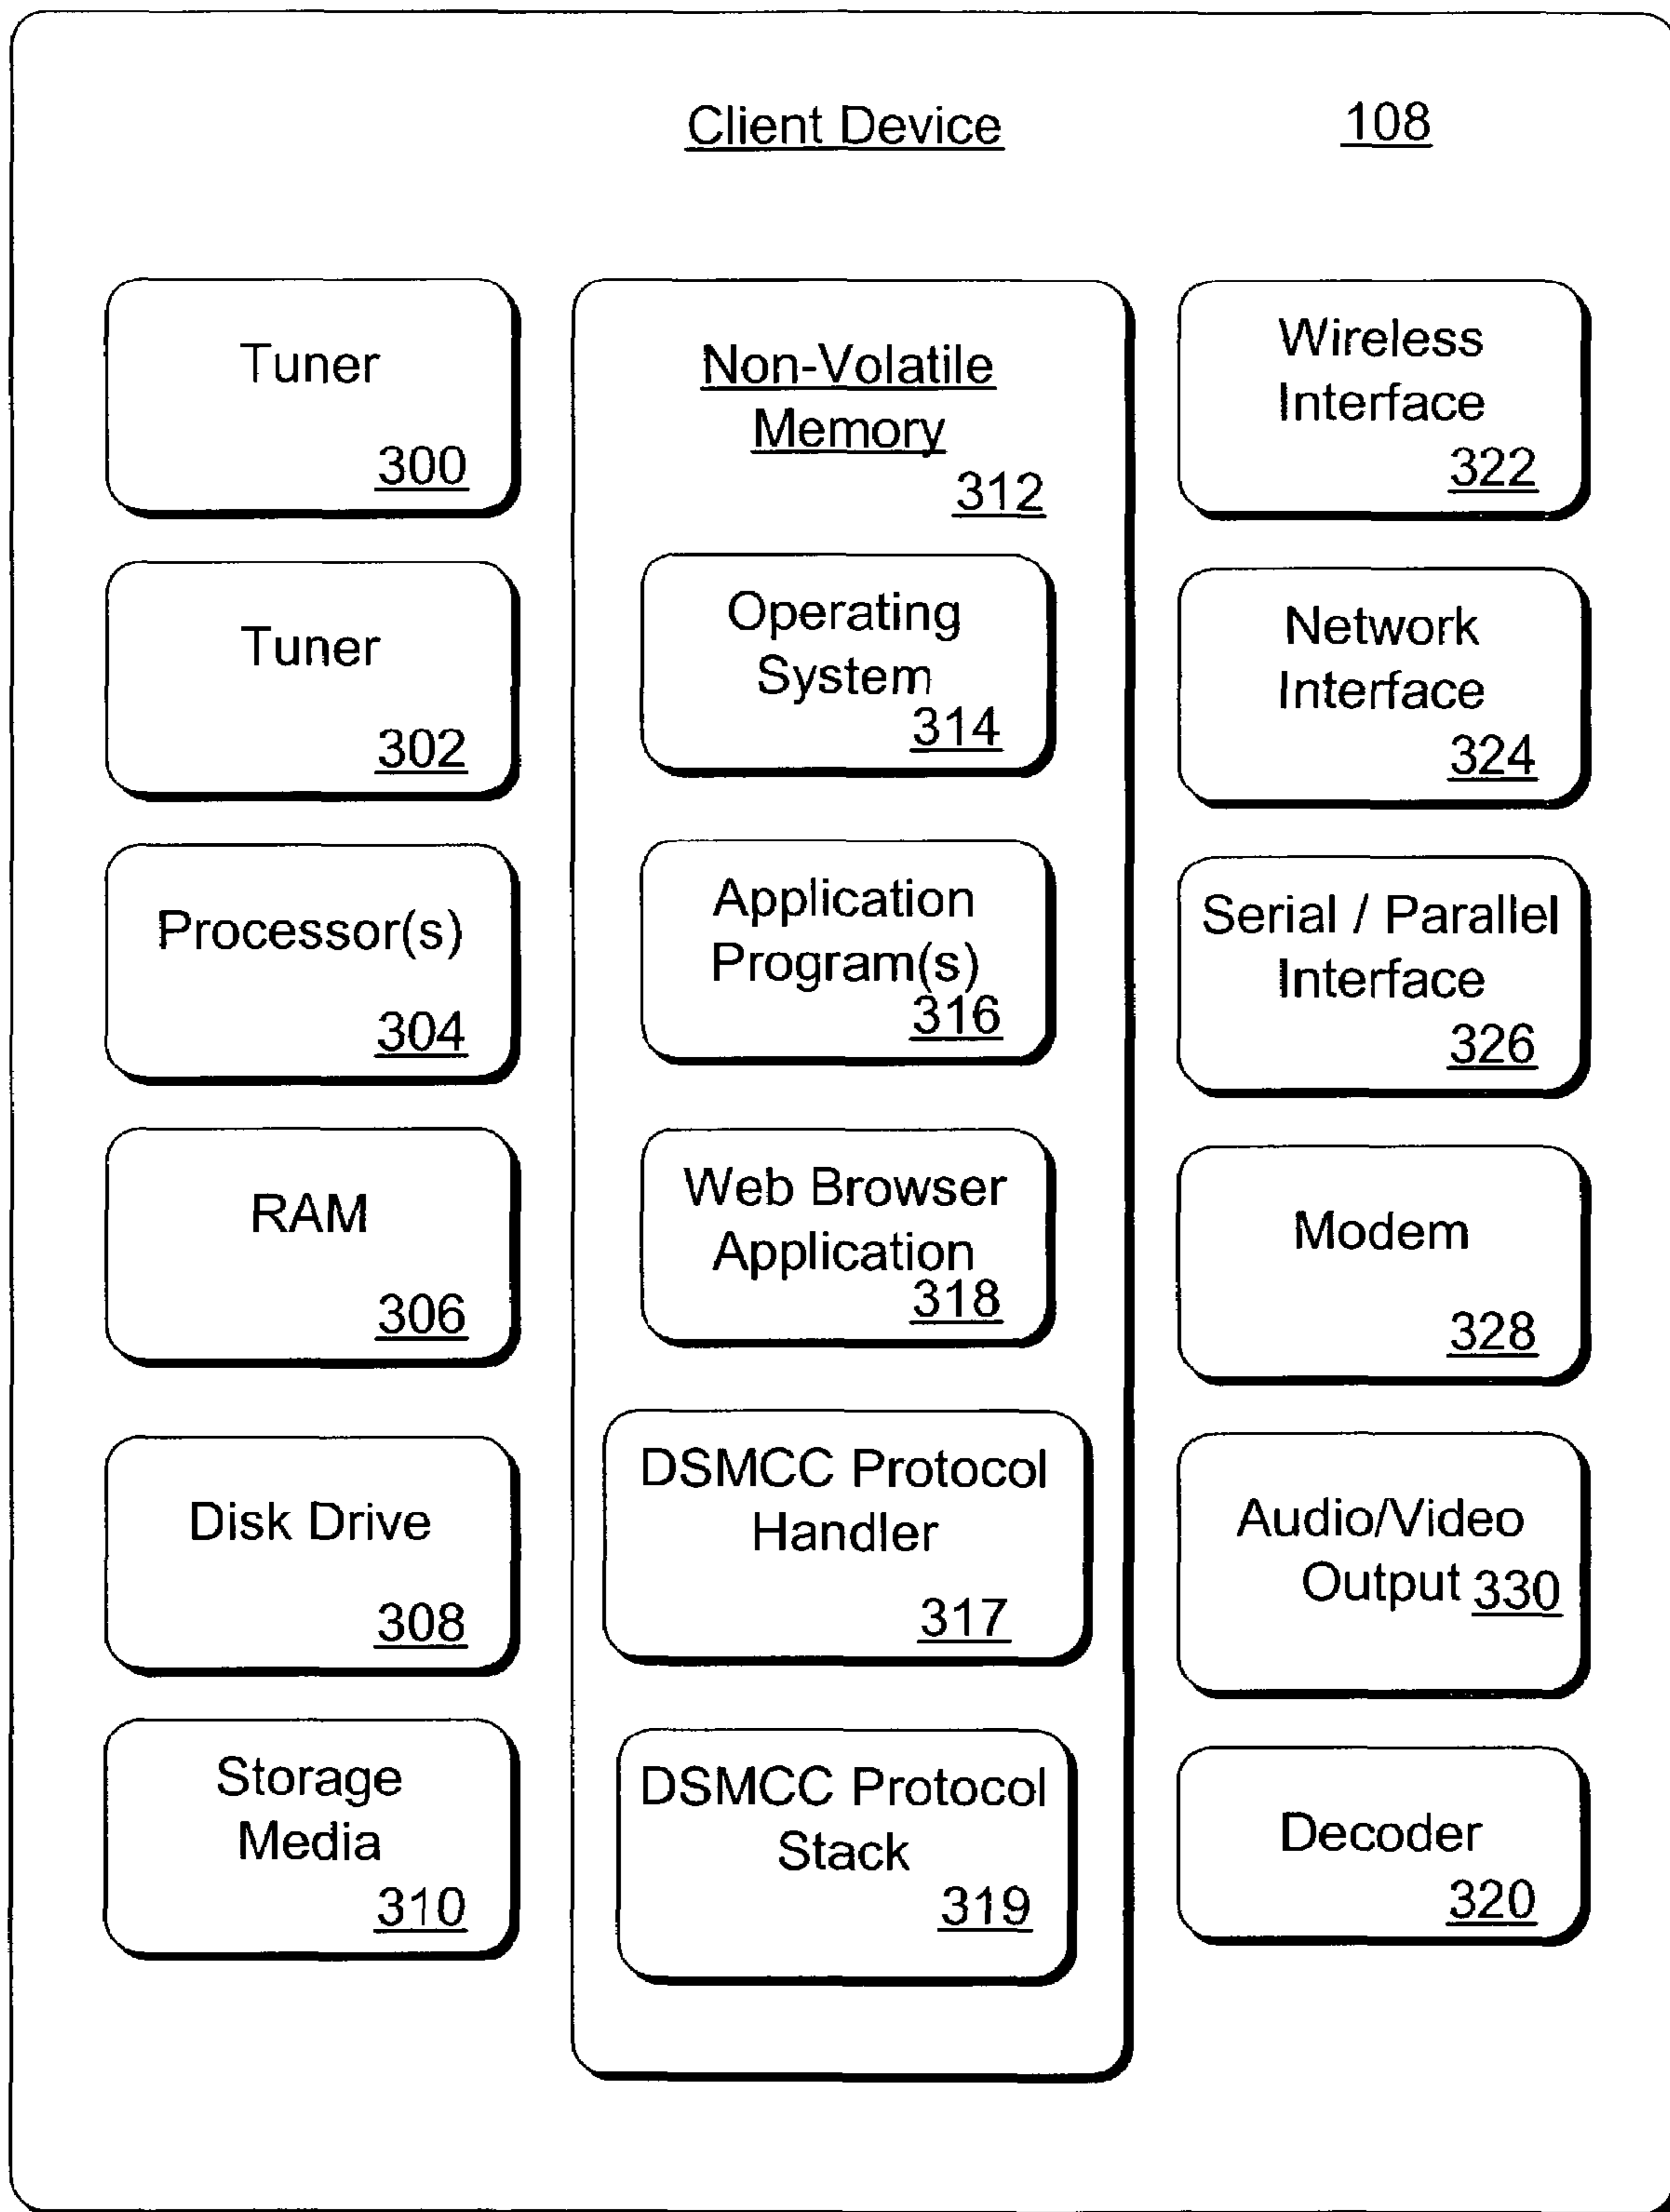 Client Device 108
Tuner
300
Tuner
302
Processor(s)
304
RAM
306
Disk Drive
308
Storage
Media
310
Non-Volatile
Memory
312
Operating
System
314
Application
Program(s)
316
Web Browser
Application
318
DSMCC Protocol
Handler
317
DSMCC Protocol
Stack
319
Wireless
Interface
322
Network
Interface
324
Serial / Parallel
Interface
326
Modem
328
Audio/Video
Output 330
Decoder
320